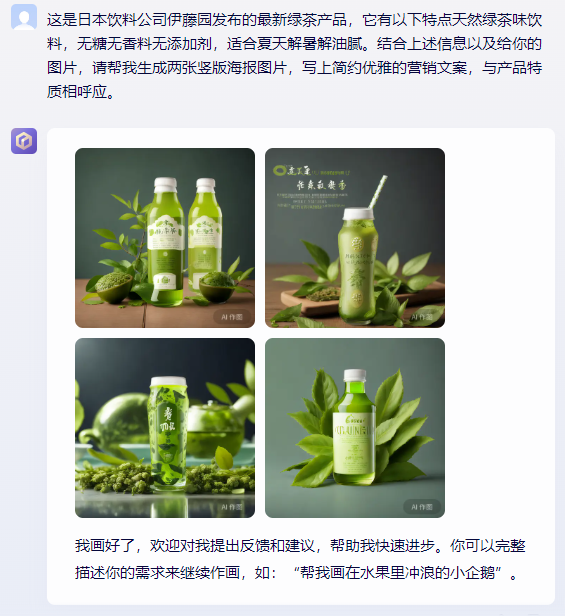 这是日本饮料公司伊藤园发布的最新绿茶产品，它有以下特点天然绿茶味饮
料，无糖无香料无添加剂，适合夏天解暑解油腻。结合上述信息以及给你的
图片，请帮我生成两张竖版海报图片，写上简约优雅的营销文案，与产品特
质相呼应。
AI 作图
AI 作图
AI 作图
AI 作图
我画好了，欢迎对我提出反馈和建议，帮助我快速进步。你可以完整
描述你的需求来继续作画，如：“帮我画在水果里冲浪的小企鹅”。